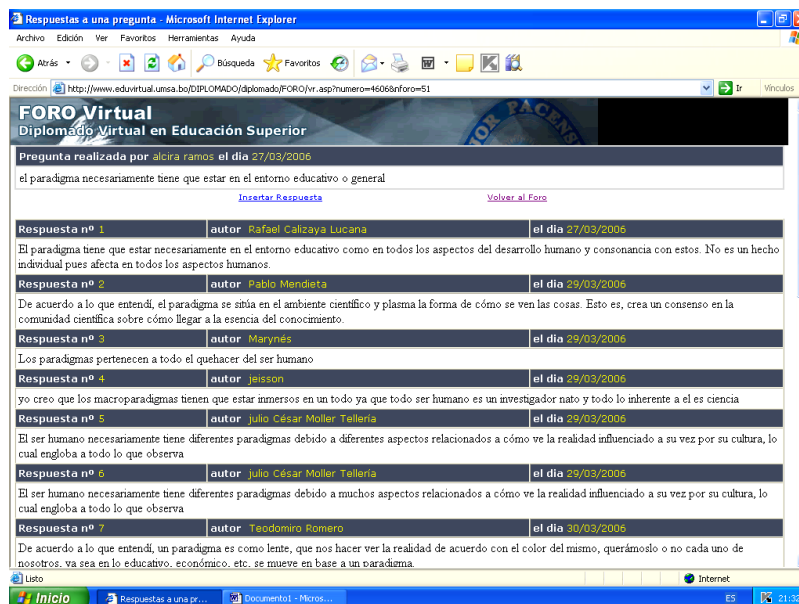 Respuestas a una pregunta - Microsoft Internet Explorer
Archivo Edición Ver Favoritos Herramientas Ayuda
Atrás Búsqueda Favoritos
Dirección http://www.eduvirtual.umsa.bo/DIPLOMADO/diplomado/FORO/vr.asp?numero=4606&nforo=51 Ir Vínculos
FORO Virtual
Diplomado Virtual en Educación Superior
PACENS
Pregunta realizada por alcira ramos el dia 27/03/2006
el paradigma necesariamente tiene que estar en el entorno educativo o general
Insertar Respuesta Volver al Foro
Respuesta nº 1 autor Rafael Calizaya Lucana el dia 27/03/2006
El paradigma tiene que estar necesariamente en el entorno educativo como en todos los aspectos del desarrollo humano y consonancia con estos. No es un hecho
individual pues afecta en todos los aspectos humanos.
Respuesta nº 2 autor Pablo Mendieta el dia 29/03/2006
De acuerdo a lo que entendí, el paradigma se sitúa en el ambiente científico y plasma la forma de cómo se ven las cosas. Esto es, crea un consenso en la
comunidad científica sobre cómo llegar a la esencia del conocimiento.
Respuesta nº 3 autor Marynés el dia 29/03/2006
Los paradigmas pertenecen a todo el quehacer del ser humano
Respuesta nº 4 autor jeisson el dia 29/03/2006
yo creo que los macroparadigmas tienen que estar inmersos en un todo ya que todo ser humano es un investigador nato y todo lo inherente a el es ciencia
Respuesta nº 5 autor julio César Moller Tellería el dia 29/03/2006
El ser humano necesariamente tiene diferentes paradigmas debido a diferentes aspectos relacionados a cómo ve la realidad influenciado a su vez por su cultura, lo
cual engloba a todo lo que observa
Respuesta nº 6 autor julio César Moller Tellería el dia 29/03/2006
El ser humano necesariamente tiene diferentes paradigmas debido a muchos aspectos relacionados a cómo ve la realidad influenciado a su vez por su cultura, lo
cual engloba a todo lo que observa
Respuesta nº 7 autor Teodomiro Romero el dia 30/03/2006
De acuerdo a lo que entendí, un paradigma es como lente, que nos hacer ver la realidad de acuerdo con el color del mismo, querámoslo o no cada uno de
nosotros, ya sea en lo educativo, económico, etc, se mueve en base a un paradigma.
Listo Internet
Inicio Respuestas a una pr... Documento1 - Micros... ES 21:32